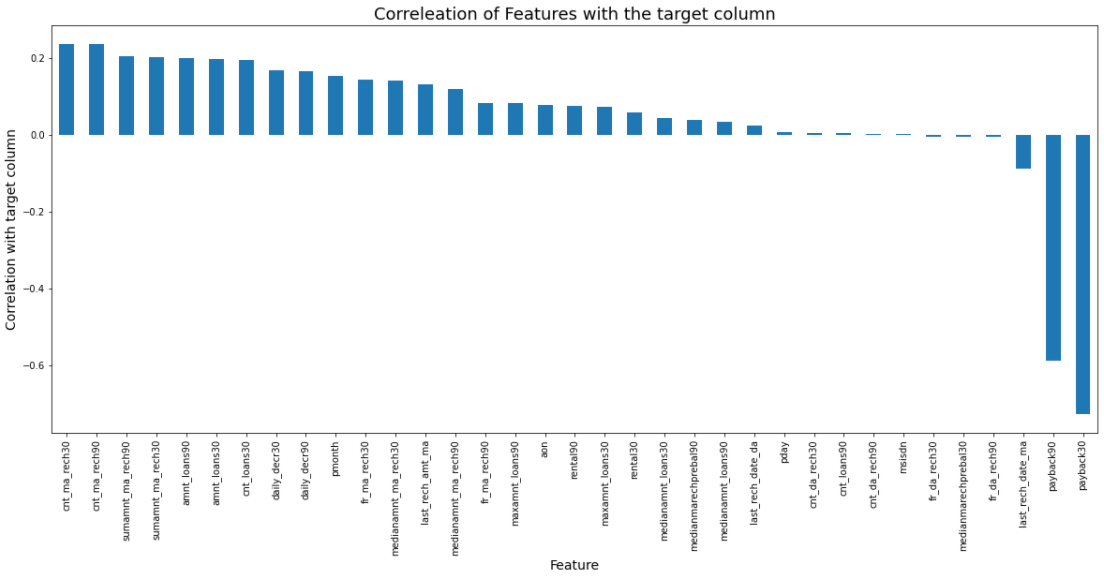 Correleation of Features with the target column
Correlation with target column
0.2
0.0
−0.2
−0.4
−0.6
cnt_ma_rech30
cnt_ma_rech90
sumamnt_ma_rech90
sumamnt_ma_rech30
amnt_loans90
amnt_loans30
cnt_loans30
daily_decr30
daily_decr90
pmonth
fr_ma_rech30
medianamnt_ma_rech30
last_rech_amt_ma
medianamnt_ma_rech90
fr_ma_rech90
maxamnt_loans90
aon
rental90
maxamnt_loans30
rental30
medianamnt_loans30
medianmarechprebal90
medianamnt_loans90
last_rech_date_da
pday
cnt_da_rech30
cnt_loans90
cnt_da_rech90
msisdn
fr_da_rech30
medianmarechprebal30
fr_da_rech90
last_rech_date_ma
payback90
payback30
Feature